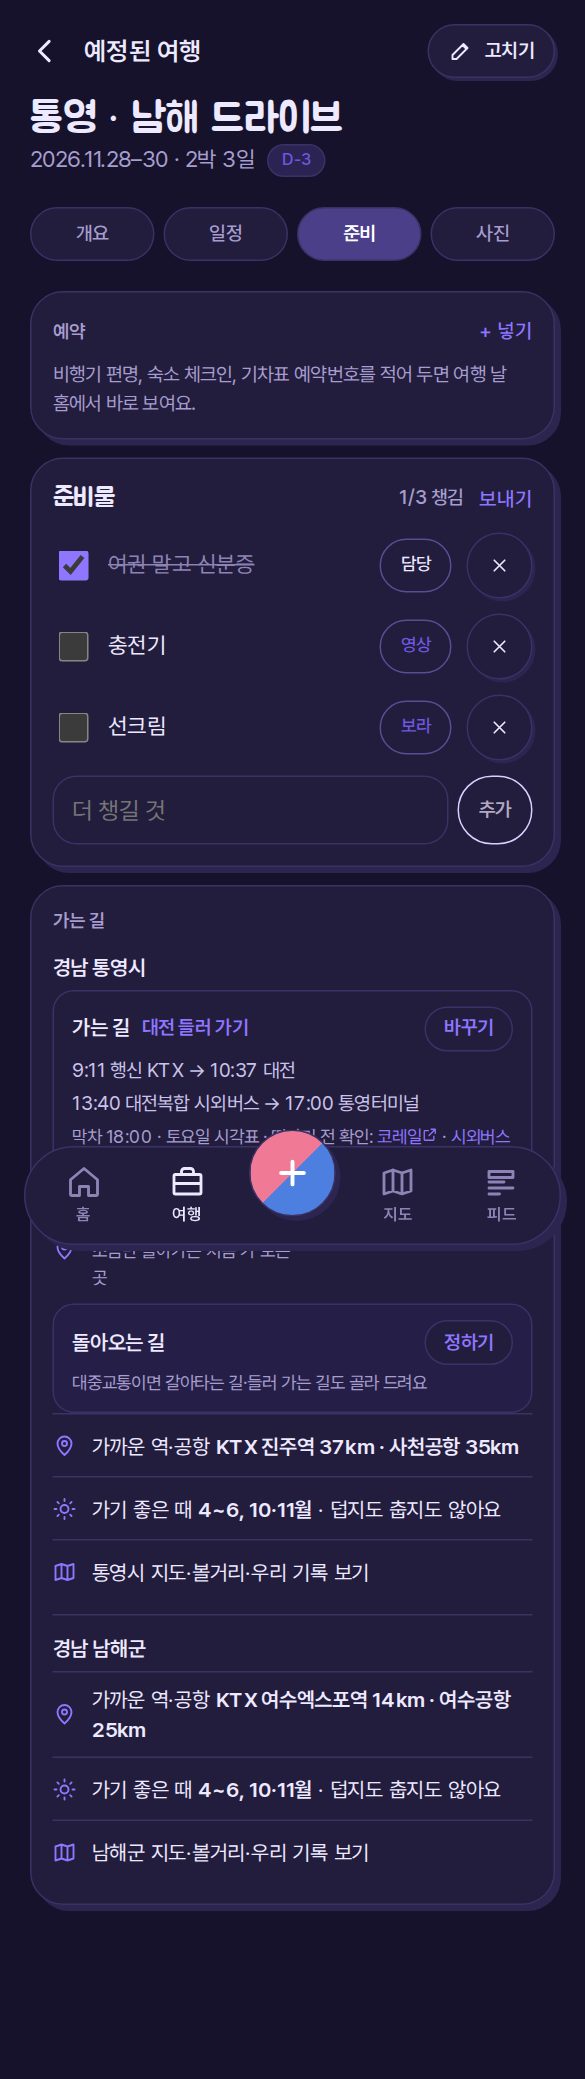 예정된 여행
고치기
통영 · 남해 드라이브
2026.11.28–30 · 2박 3일 D-3
개요
일정
준비
사진
예약
+ 넣기
비행기 편명, 숙소 체크인, 기차표 예약번호를 적어 두면 여행 날
홈에서 바로 보여요.
준비물
1/3 챙김 보내기
여권 말고 신분증
담당
충전기
영상
선크림
보라
더 챙길 것
추가
가는 길
경남 통영시
가는 길 대전 들러 가기
바꾸기
9:11 행신 KTX → 10:37 대전
13:40 대전복합 시외버스 → 17:00 통영터미널
막차 18:00 · 토요일 시각표 · 전 확인: 코레일 · 시외버스
홈
여행
지도
피드
곳
돌아오는 길
정하기
대중교통이면 갈아타는 길·들러 가는 길도 골라 드려요
가까운 역·공항 KTX 진주역 37km · 사천공항 35km
가기 좋은 때 4~6, 10·11월 · 덥지도 춥지도 않아요
통영시 지도·볼거리·우리 기록 보기
경남 남해군
가까운 역·공항 KTX 여수엑스포역 14km · 여수공항
25km
가기 좋은 때 4~6, 10·11월 · 덥지도 춥지도 않아요
남해군 지도·볼거리·우리 기록 보기